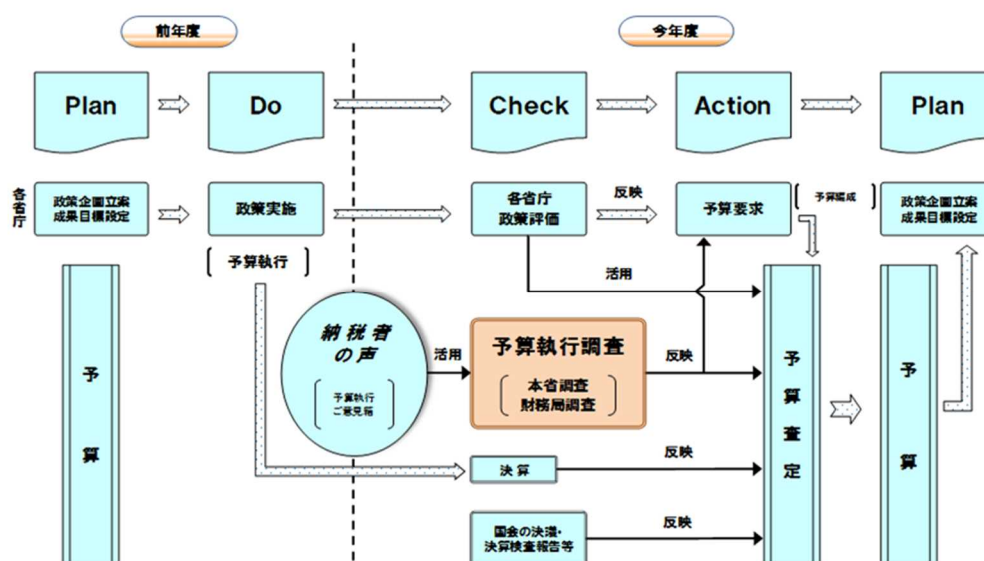 前年度
今年度
Plan
Do
Check
Action
Plan
各省庁
政策企画立案
成果目標設定
政策実施
各省庁
政策評価
反映
予算要求
予算編成
政策企画立案
成果目標設定
予算執行
活用
納税者
の声
予算執行
ご意見箱
活用
予算執行調査
本省調査
財務局調査
反映
予算
予算査定
予算
決算
反映
国会の決議・
決算検査報告等
反映